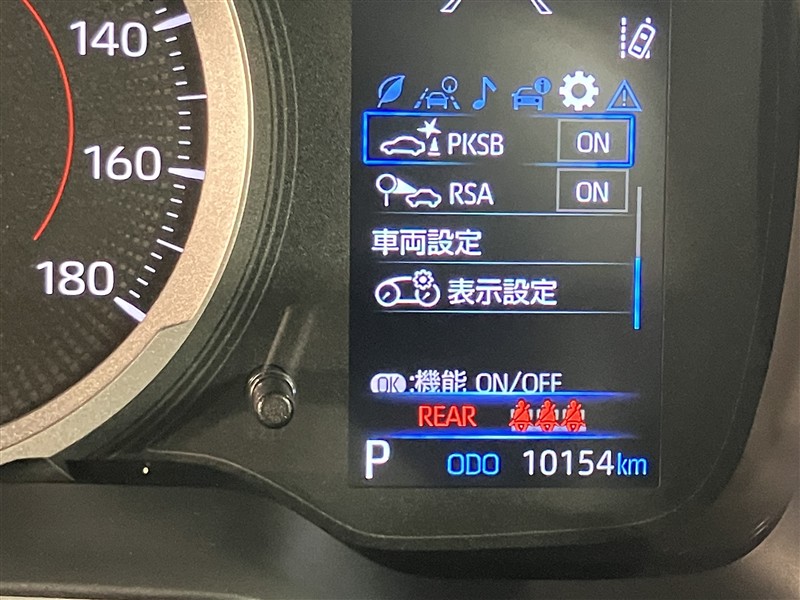 140
160
180
PKSB ON
RSA ON
車両設定
表示設定
OK:機能 ON/OFF
REAR
P ODO 10154km